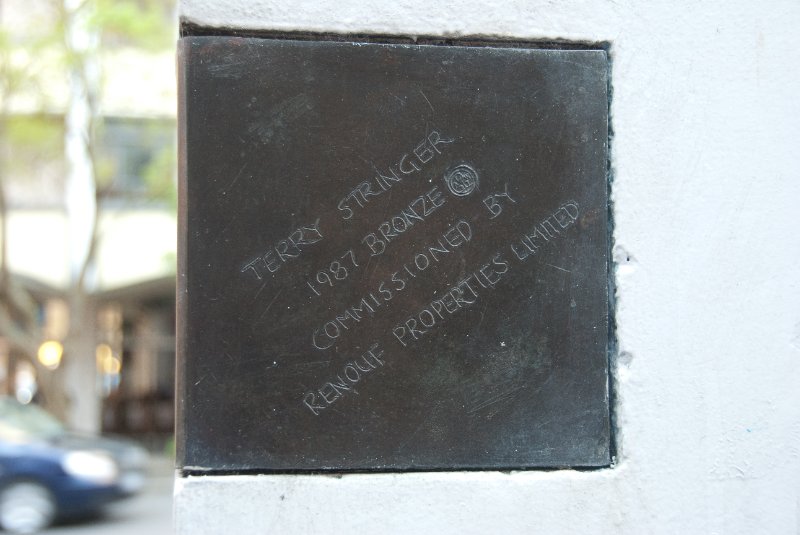 TERRY STRINGER
1987 BRONZE
COMMISSIONED BY
RENOUF PROPERTIES LIMITED